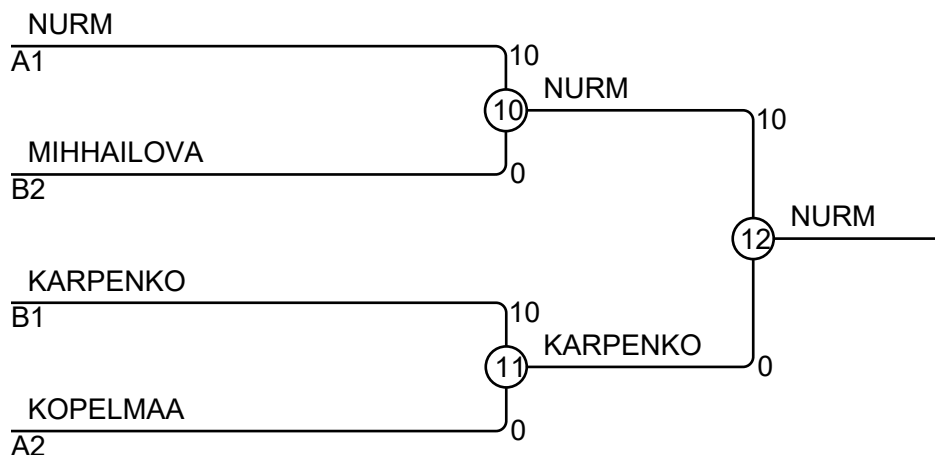 NURM
A1
10
10
NURM
10
MIHHAILOVA
B2
0
12
NURM
KARPENKO
B1
10
11
KARPENKO
0
KOPELMAA
A2
0